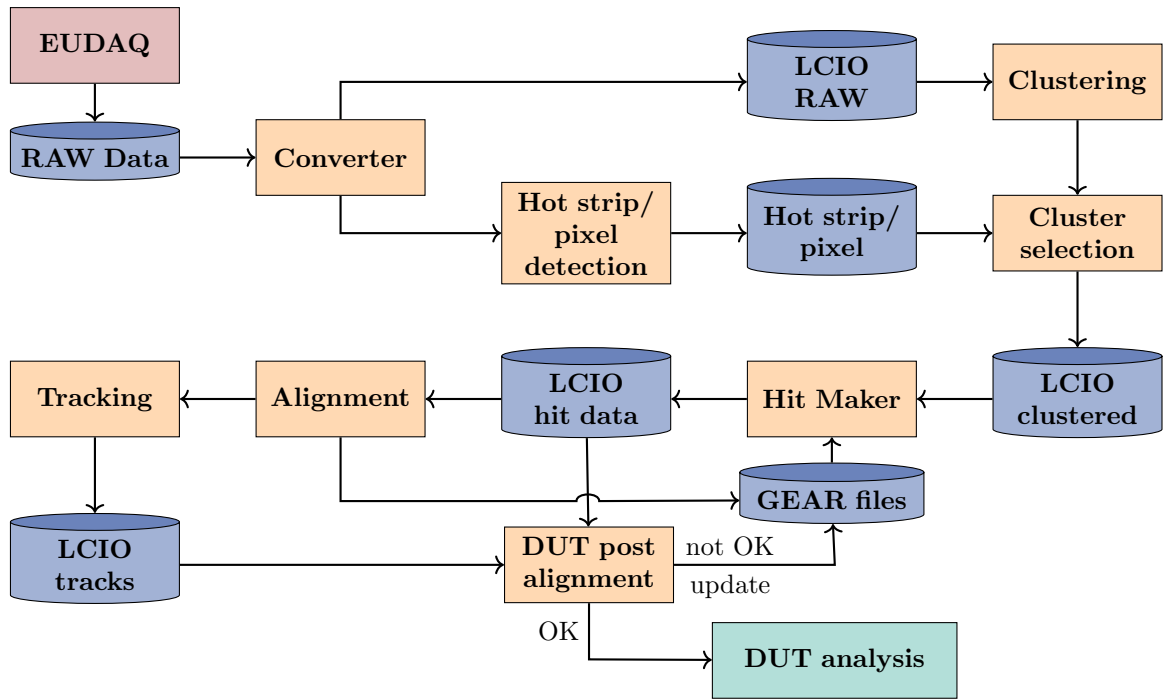 EUDAQ
RAW Data
Converter
LCIO
RAW
Clustering
Hot strip/
pixel
detection
Hot strip/
pixel
Cluster
selection
Tracking
Alignment
LCIO
hit data
Hit Maker
LCIO
clustered
GEAR files
LCIO
tracks
DUT post
alignment
not OK
update
OK
DUT analysis